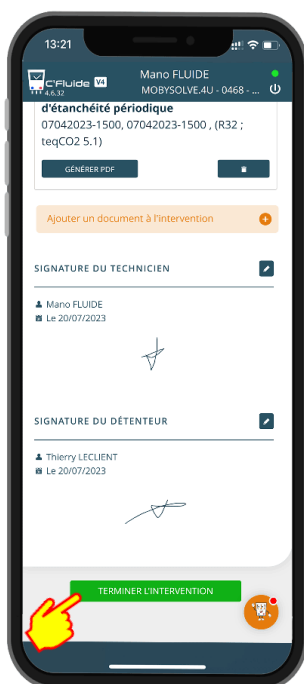 13:21
C'Fluide V4
4.6.32
Mano FLUIDE
MOBYSOLVE.4U - 0468 - ...
d'étanchéité périodique
07042023-1500, 07042023-1500 , (R32 ;
teqCO2 5.1)
GÉNÉRER PDF
Ajouter un document à l'intervention
SIGNATURE DU TECHNICIEN
Mano FLUIDE
Le 20/07/2023
SIGNATURE DU DÉTENTEUR
Thierry LECLIENT
Le 20/07/2023
TERMINER L'INTERVENTION